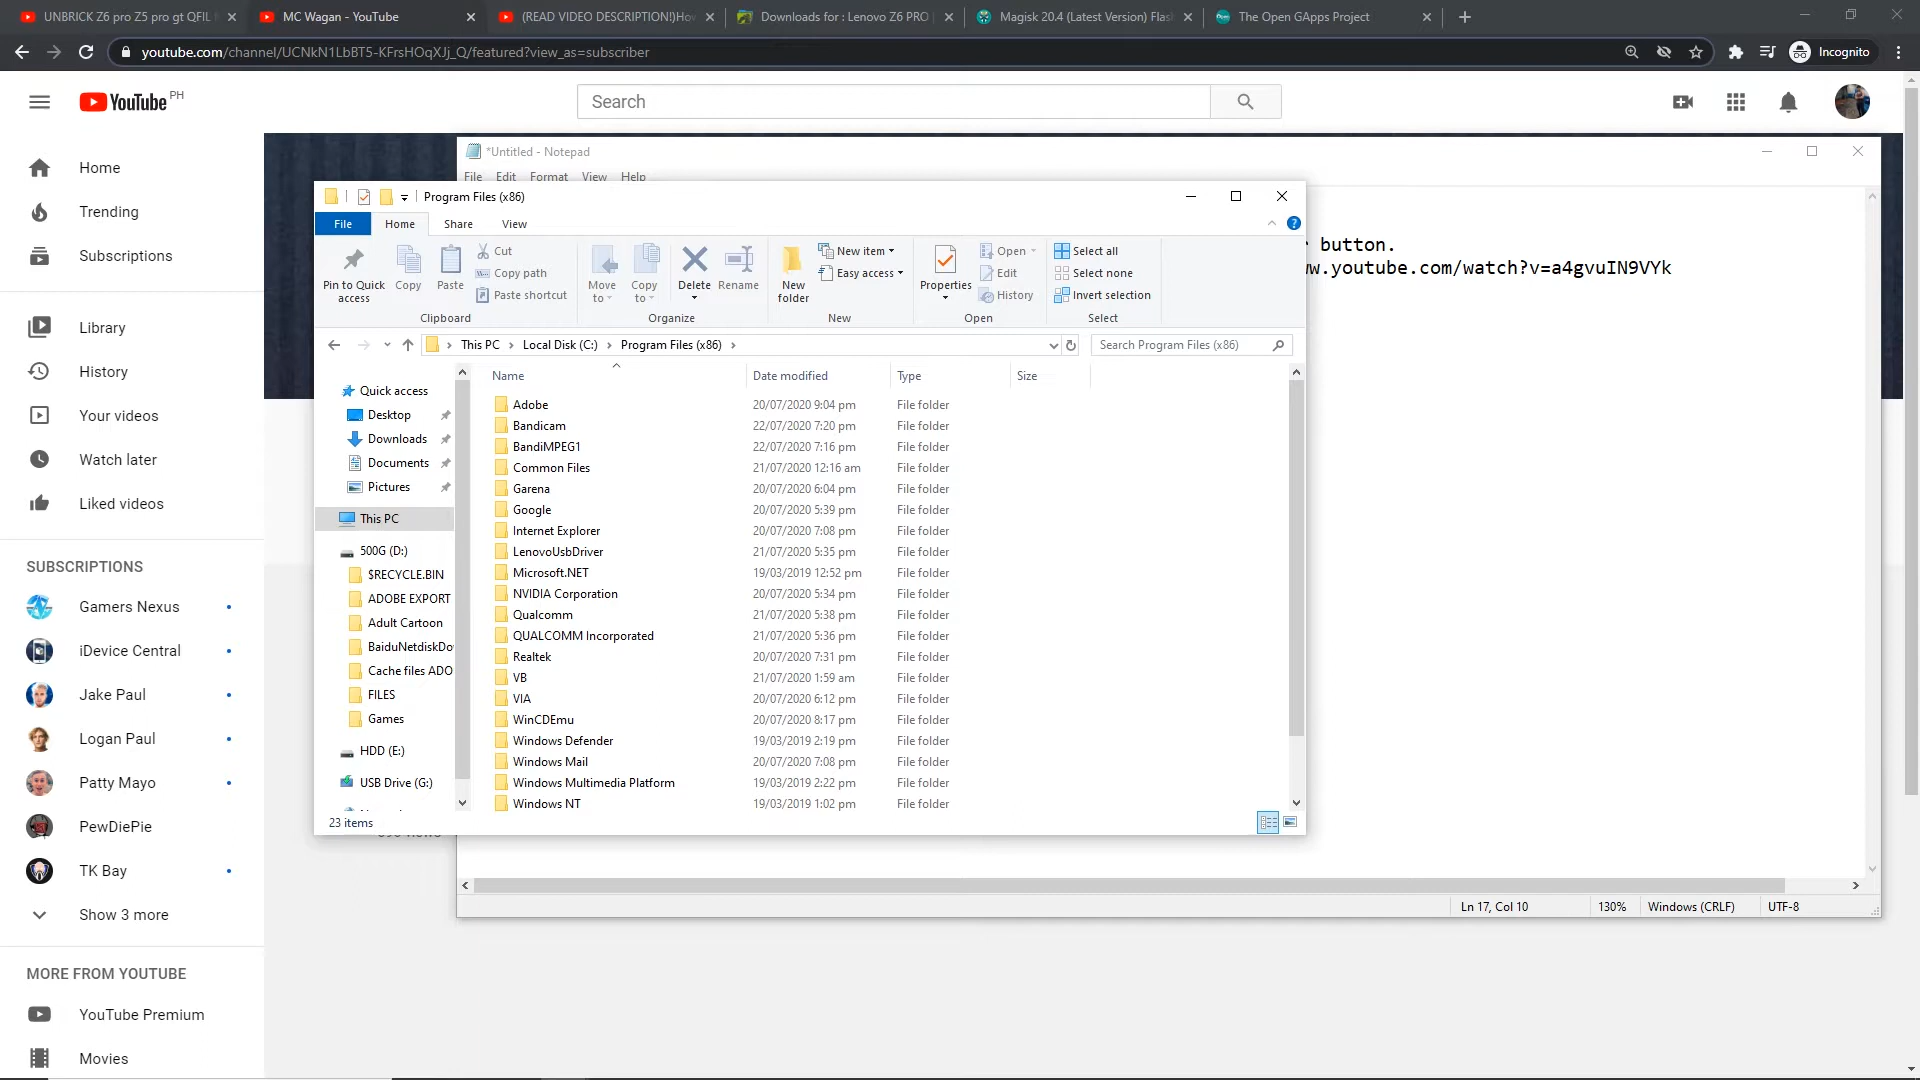 UNBRICK Z6 pro Z5 pro gt QFIL
MC Wagan - YouTube
(READ VIDEO DESCRIPTION!)How
Downloads for : Lenovo Z6 PRO
Magisk 20.4 (Latest Version) Flas
The Open GApps Project
youtube.com/channel/UCNkN1LbBT5-KFrsHOqXJj_Q/featured?view_as=subscriber
Incognito
YouTube PH
Search
Home
Trending
Subscriptions
Library
History
Your videos
Watch later
Liked videos
SUBSCRIPTIONS
Gamers Nexus
iDevice Central
Jake Paul
Logan Paul
Patty Mayo
PewDiePie
TK Bay
Show 3 more
MORE FROM YOUTUBE
YouTube Premium
Movies
*Untitled - Notepad
File Edit Format View Help
button.
w.youtube.com/watch?v=a4gvuIN9VYk
Ln 17, Col 10
130%
Windows (CRLF)
UTF-8
Program Files (x86)
File
Home
Share
View
Pin to Quick access
Copy
Paste
Cut
Copy path
Paste shortcut
Clipboard
Move to
Copy to
Delete
Rename
Organize
New folder
New item
Easy access
New
Properties
Open
Edit
History
Open
Select all
Select none
Invert selection
Select
This PC > Local Disk (C:) > Program Files (x86) >
Search Program Files (x86)
Quick access
Desktop
Downloads
Documents
Pictures
This PC
500G (D:)
$RECYCLE.BIN
ADOBE EXPORT
Adult Cartoon
BaiduNetdiskDo
Cache files ADO
FILES
Games
HDD (E:)
USB Drive (G:)
Name Date modified Type Size
Adobe 20/07/2020 9:04 pm File folder
Bandicam 22/07/2020 7:20 pm File folder
BandiMPEG1 22/07/2020 7:16 pm File folder
Common Files 21/07/2020 12:16 am File folder
Garena 20/07/2020 6:04 pm File folder
Google 20/07/2020 5:39 pm File folder
Internet Explorer 20/07/2020 7:08 pm File folder
LenovoUsbDriver 21/07/2020 5:35 pm File folder
Microsoft.NET 19/03/2019 12:52 pm File folder
NVIDIA Corporation 20/07/2020 5:34 pm File folder
Qualcomm 21/07/2020 5:38 pm File folder
QUALCOMM Incorporated 21/07/2020 5:36 pm File folder
Realtek 20/07/2020 7:31 pm File folder
VB 21/07/2020 1:59 am File folder
VIA 20/07/2020 6:12 pm File folder
WinCDEmu 20/07/2020 8:17 pm File folder
Windows Defender 19/03/2019 2:19 pm File folder
Windows Mail 20/07/2020 7:08 pm File folder
Windows Multimedia Platform 19/03/2019 2:22 pm File folder
Windows NT 19/03/2019 1:02 pm File folder
23 items